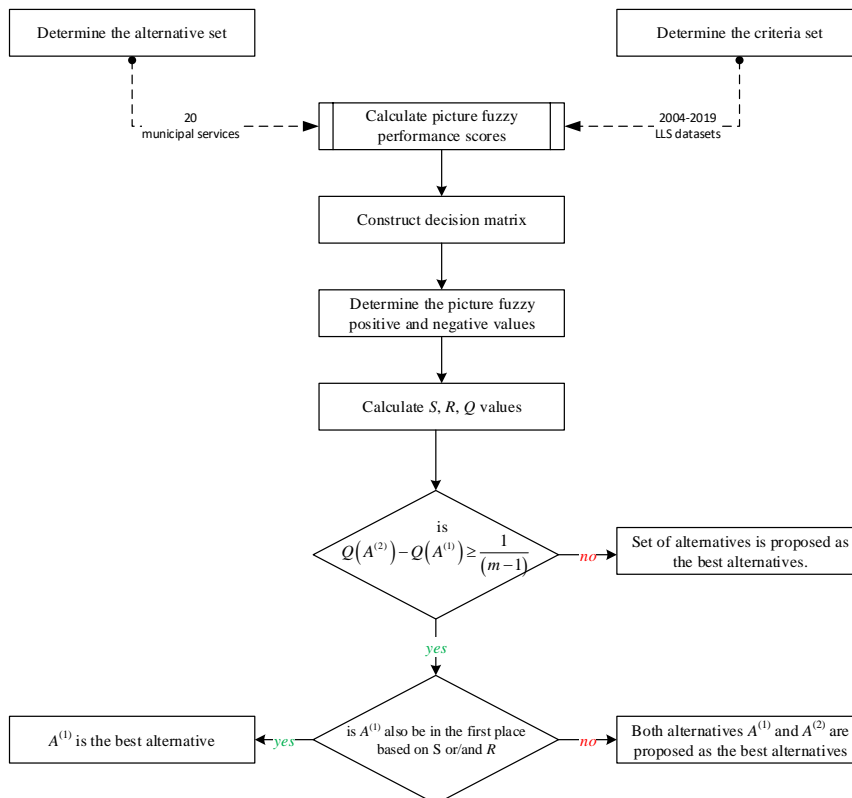 Determine the alternative set
Determine the criteria set
20
municipal services
Calculate picture fuzzy
performance scores
2004-2019
LLS datasets
Construct decision matrix
Determine the picture fuzzy
positive and negative values
Calculate S, R, Q values
is
Q(A⁽²⁾)−Q(A⁽¹⁾)≥1/(m−1)
no
Set of alternatives is proposed as
the best alternatives.
yes
A⁽¹⁾ is the best alternative
yes
is A⁽¹⁾ also be in the first place
based on S or/and R
no
Both alternatives A⁽¹⁾ and A⁽²⁾ are
proposed as the best alternatives